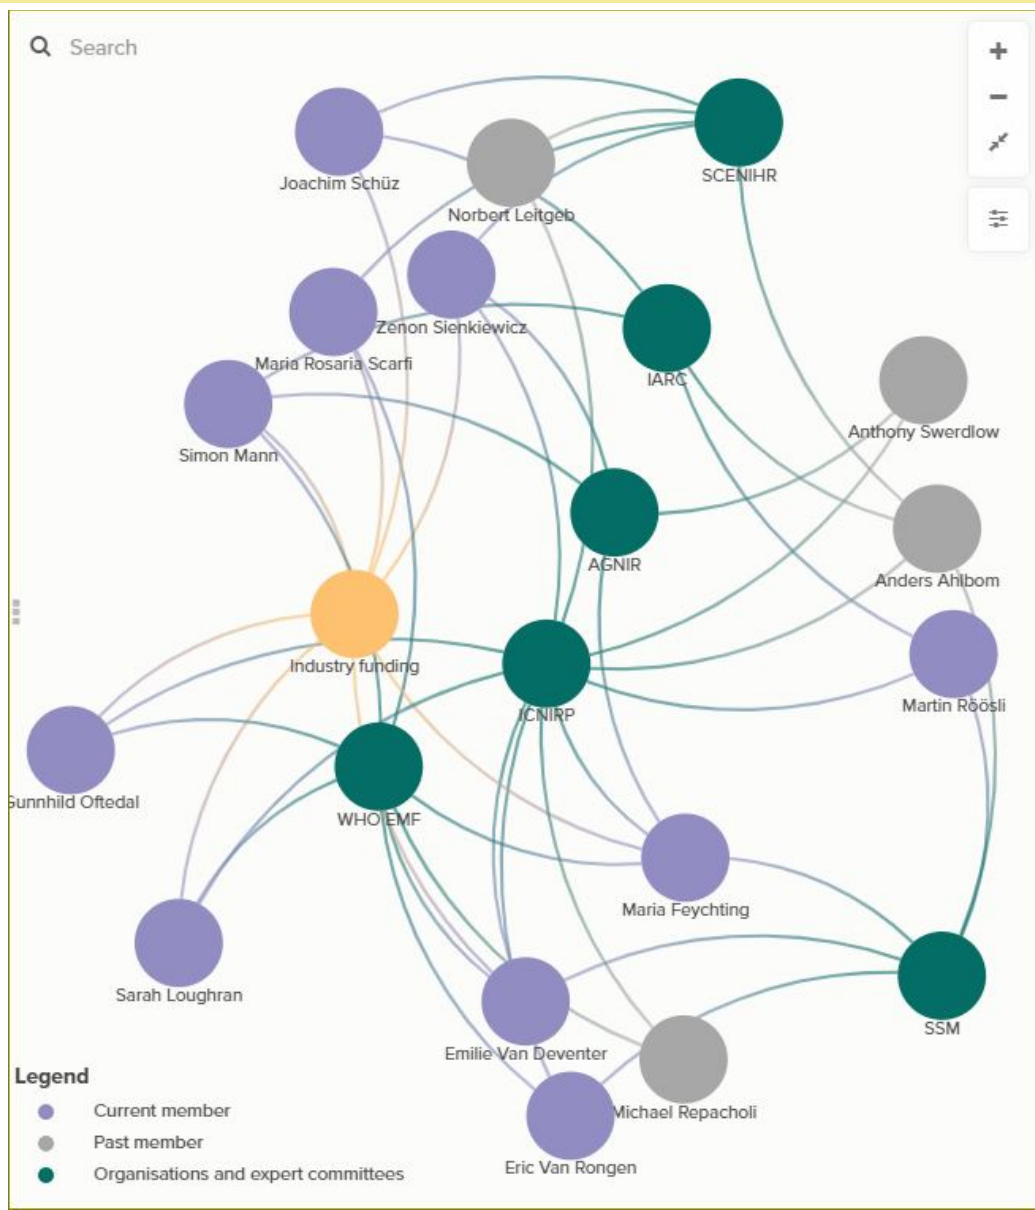 Search
Joachim Schüz
SCENIHR
Norbert Leitgeb
Zenon Sienkiewicz
Maria Rosaria Scarfi
IARC
Anthony Swerdlow
Simon Mann
AGNIR
Anders Ahlbom
Industry funding
ICNIRP
Martin Röösli
Gunnhild Oftedal
WHO EMF
Maria Feychting
Sarah Loughran
SSM
Emilie Van Deventer
Michael Repacholi
Eric Van Rongen
Legend
Current member
Past member
Organisations and expert committees